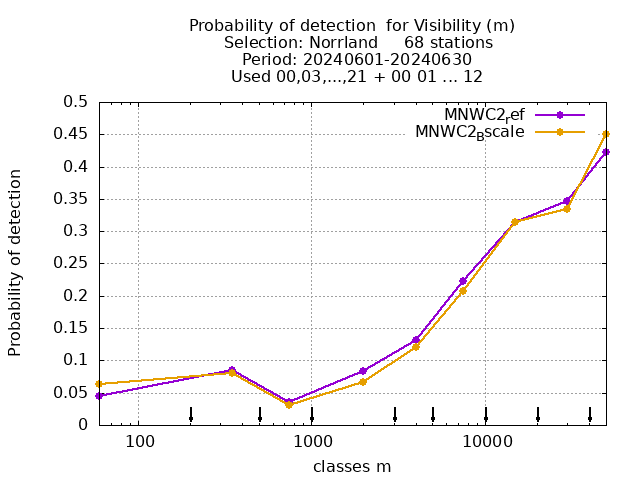 Probability of detection  for Visibility (m)
Selection: Norrland     68 stations
Period: 20240601-20240630
Used 00,03,...,21 + 00 01 ... 12
0.5
0.45
0.4
0.35
0.3
0.25
0.2
0.15
0.1
0.05
0
Probability of detection
MNWC2ref
MNWC2Bscale
100
1000
10000
classes m